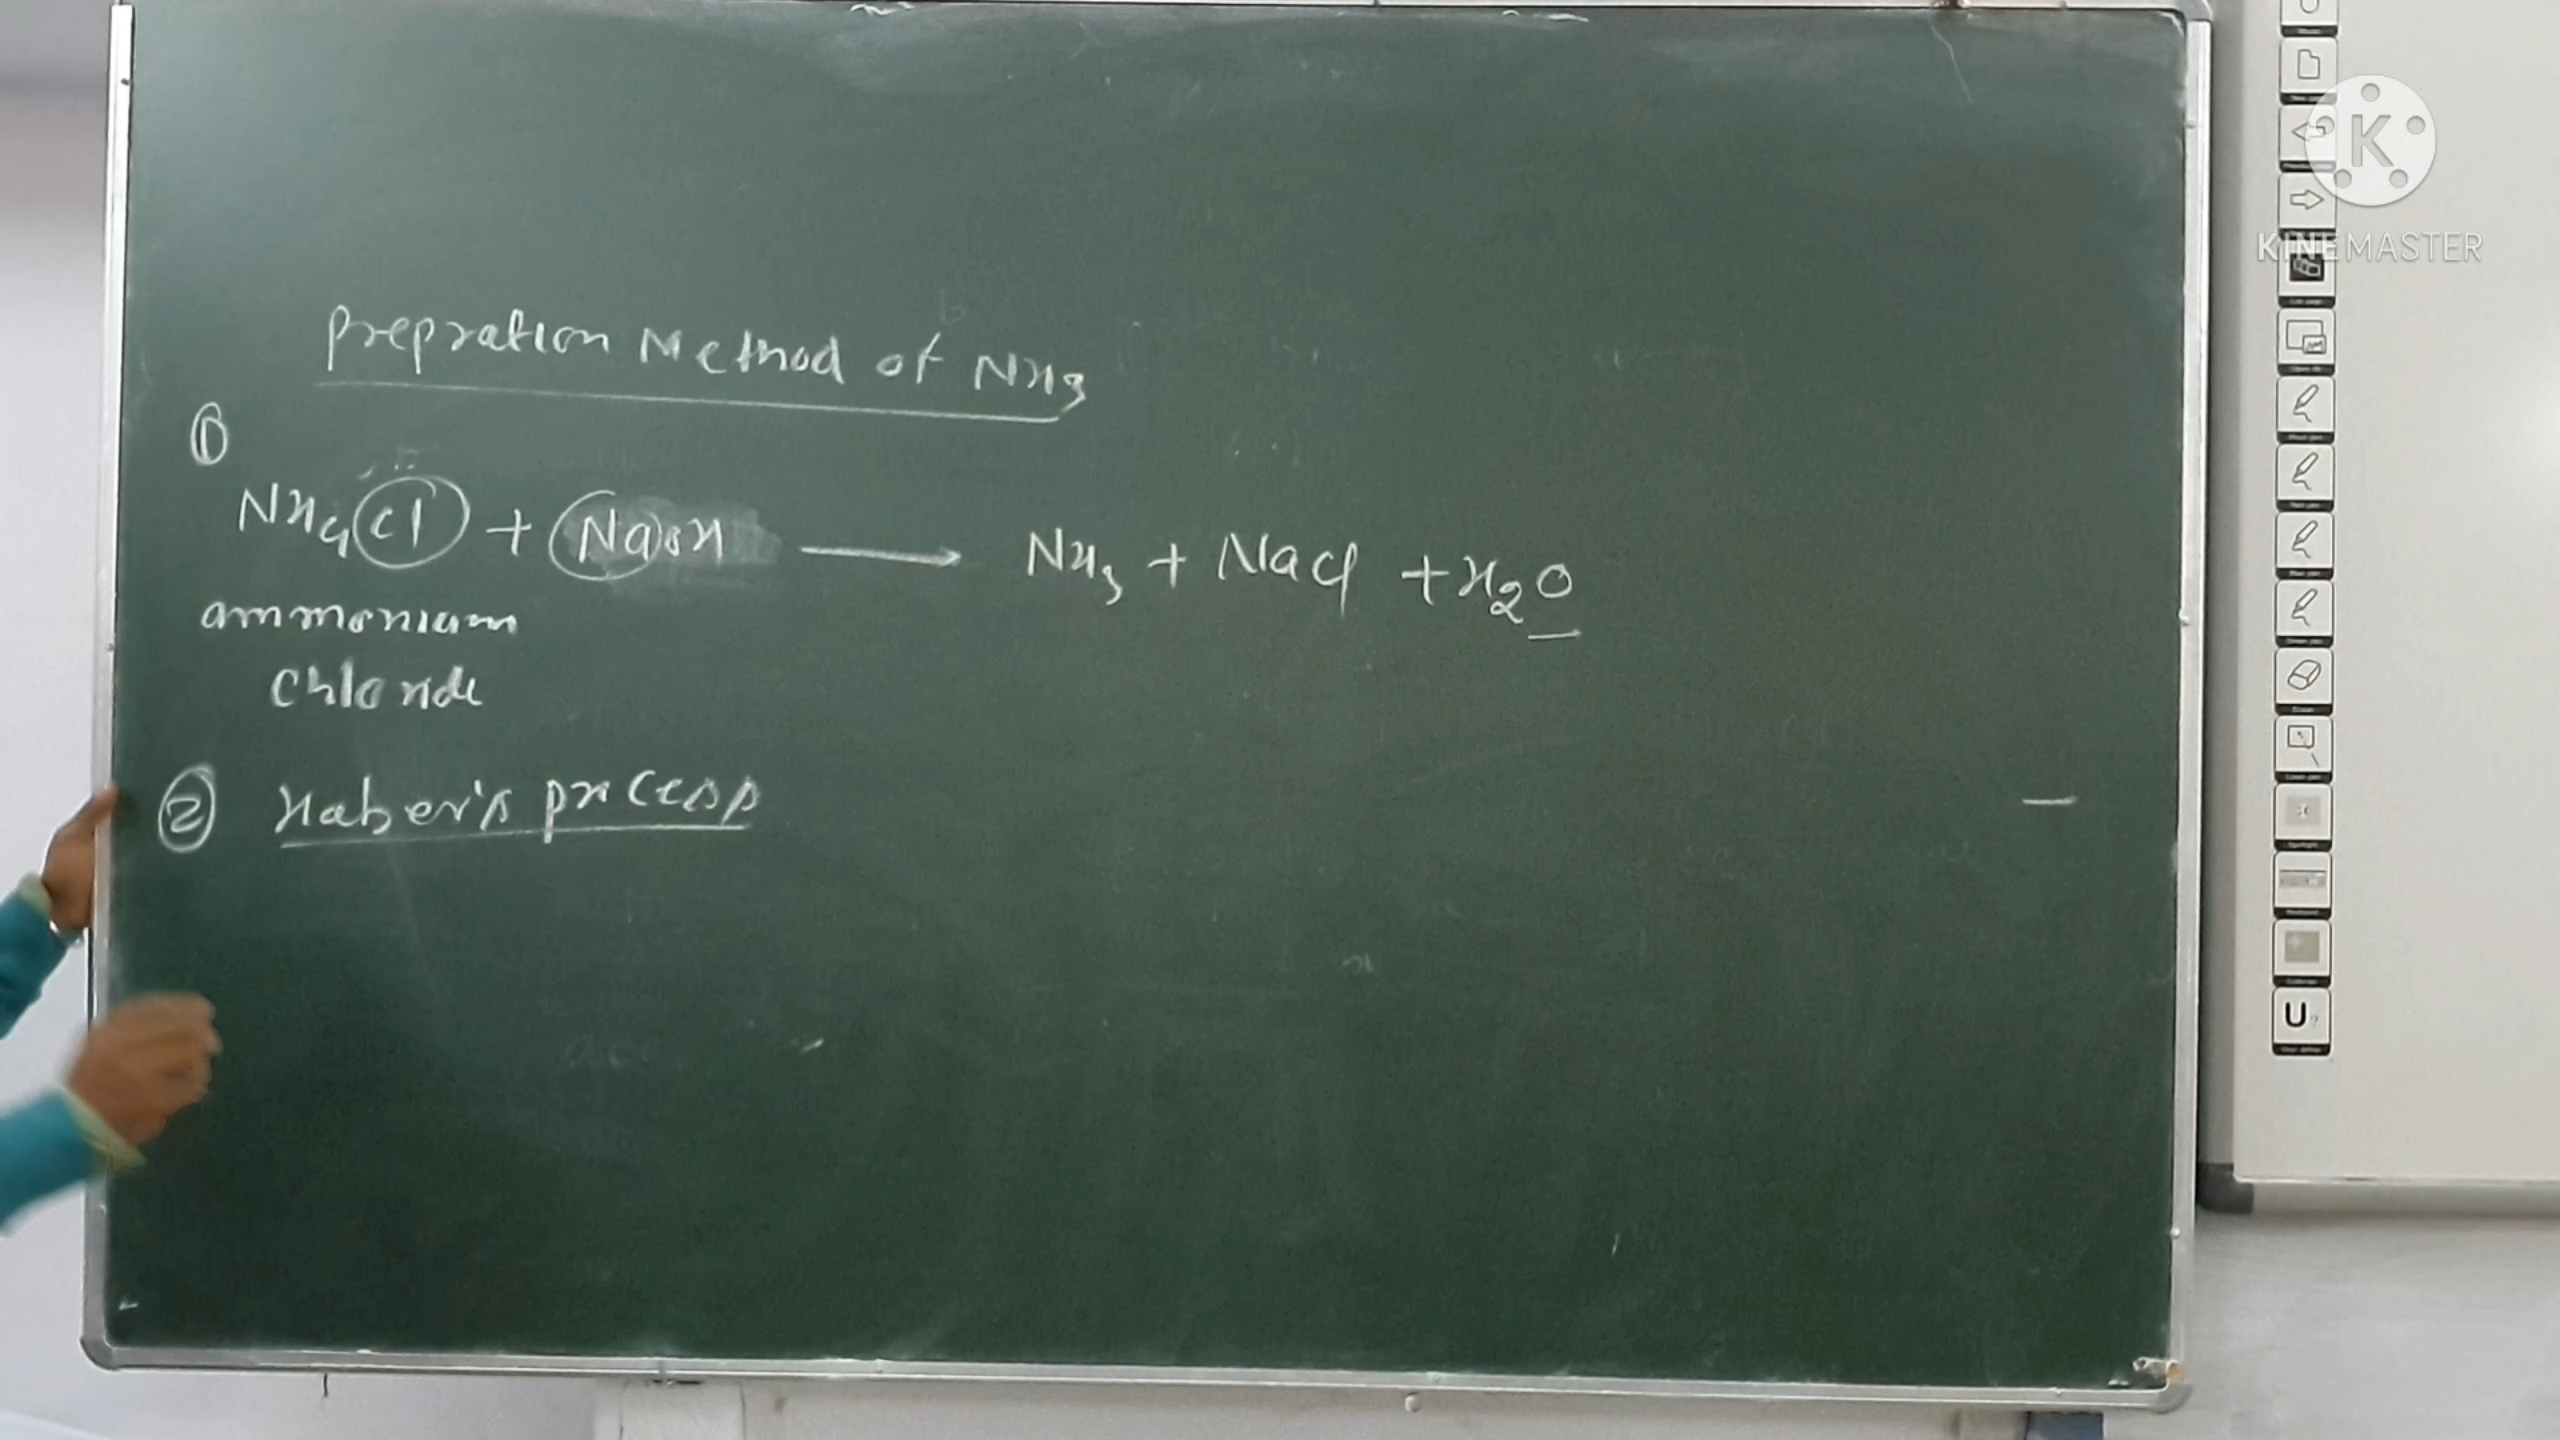 prepration Method of NH3
①
NH4Cl + NaOH ⟶ NH3 + NaCl + H2O
ammonium
chloride
② Haber's process
K
KINEMASTER
U?